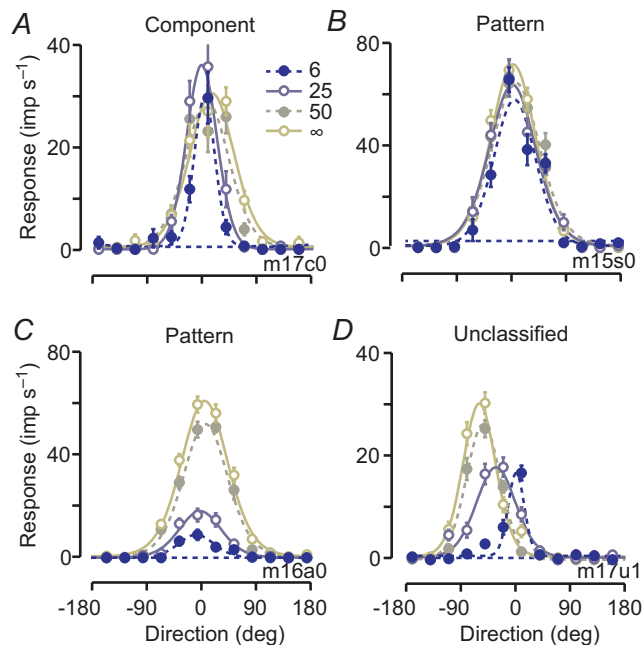 A Component
Response (imp s⁻¹)
40
20
0
6
25
50
∞
m17c0
B Pattern
80
40
0
m15s0
C Pattern
Response (imp s⁻¹)
80
40
0
m16a0
-180 -90 0 90 180
Direction (deg)
D Unclassified
40
20
0
m17u1
-180 -90 0 90 180
Direction (deg)